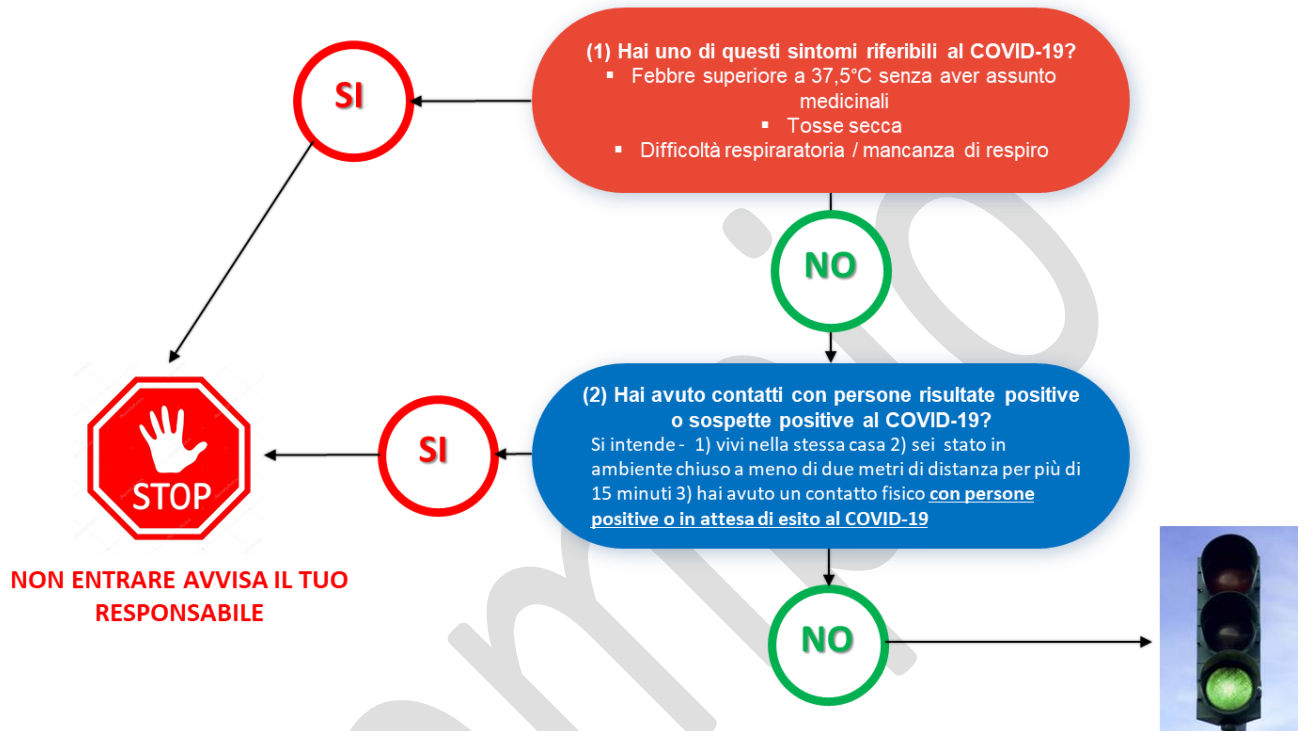 (1) Hai uno di questi sintomi riferibili al COVID-19?
▪ Febbre superiore a 37,5°C senza aver assunto
medicinali
▪ Tosse secca
▪ Difficoltà respiraratoria / mancanza di respiro
SI
NO
(2) Hai avuto contatti con persone risultate positive
o sospette positive al COVID-19?
Si intende - 1) vivi nella stessa casa 2) sei stato in
ambiente chiuso a meno di due metri di distanza per più di
15 minuti 3) hai avuto un contatto fisico con persone
positive o in attesa di esito al COVID-19
SI
STOP
NON ENTRARE AVVISA IL TUO
RESPONSABILE
NO